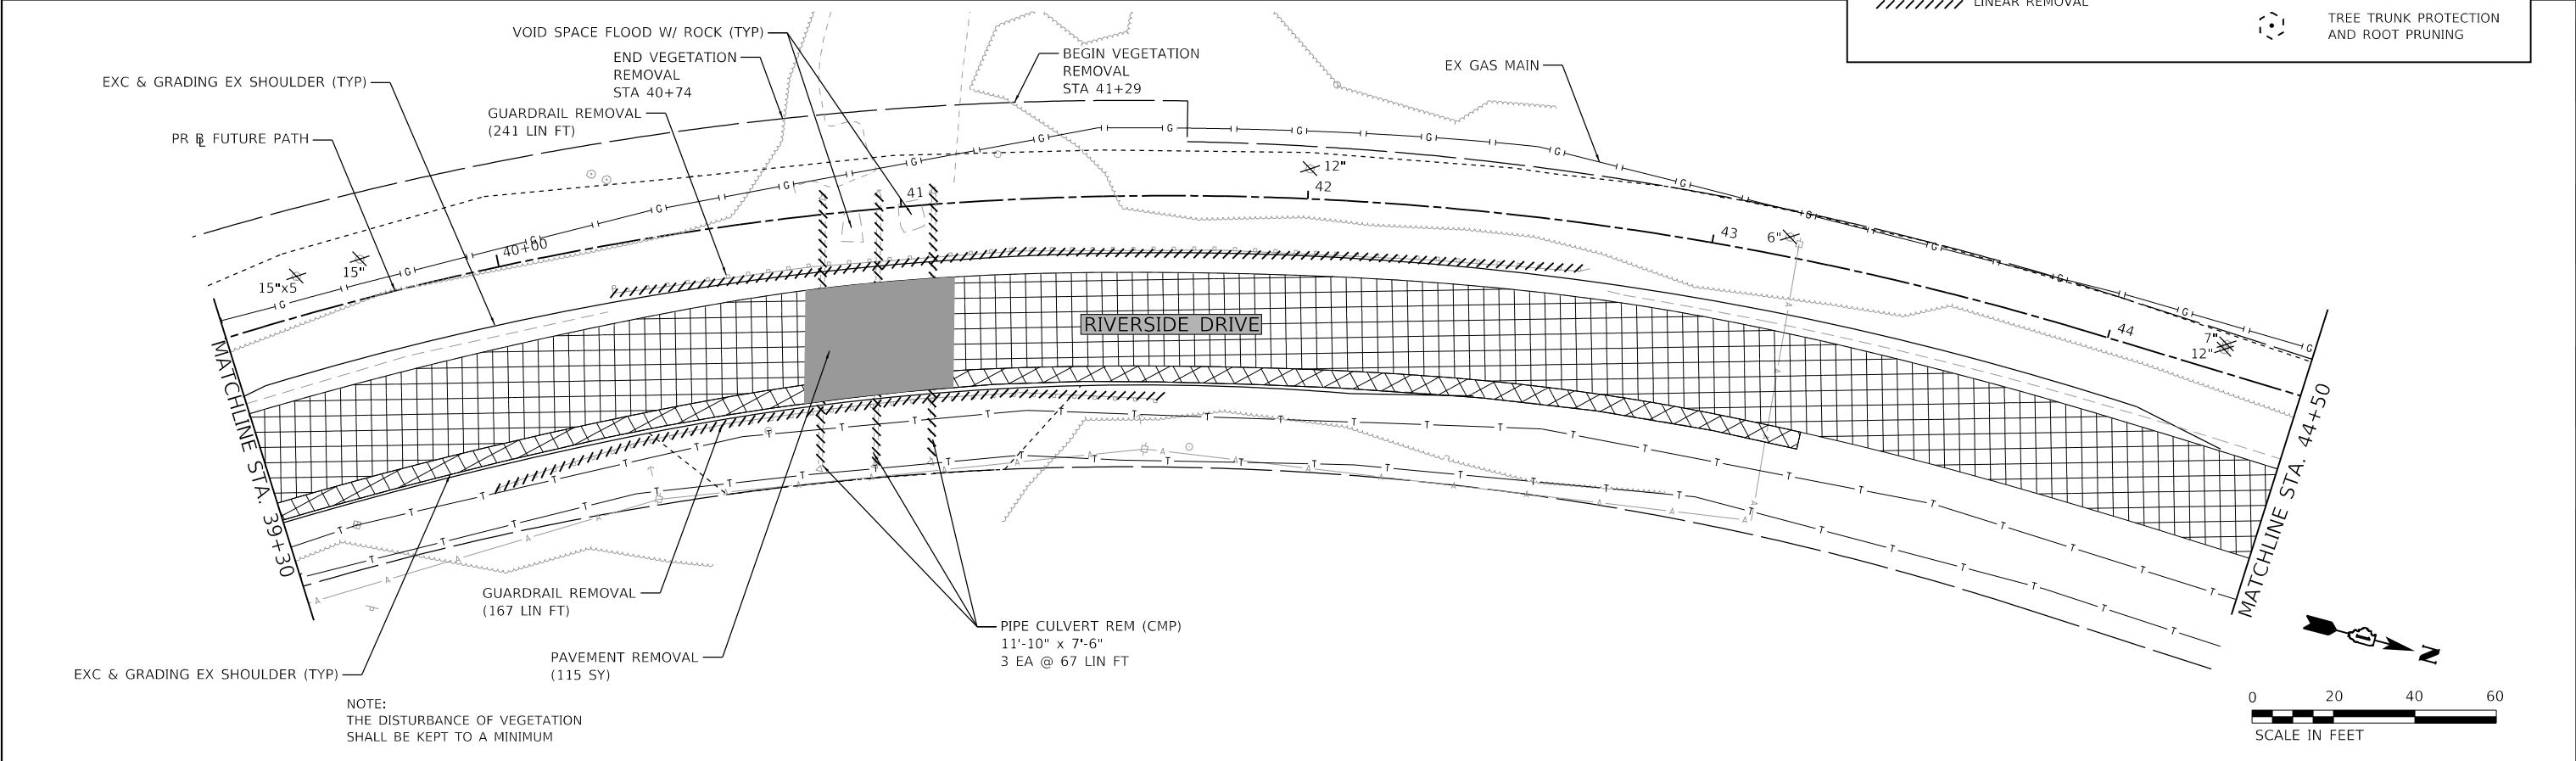 LINEAR REMOVAL
TREE TRUNK PROTECTION
AND ROOT PRUNING
VOID SPACE FLOOD W/ ROCK (TYP)
END VEGETATION
REMOVAL
STA 40+74
BEGIN VEGETATION
REMOVAL
STA 41+29
EX GAS MAIN
EXC & GRADING EX SHOULDER (TYP)
GUARDRAIL REMOVAL
(241 LIN FT)
PR BL FUTURE PATH
15"x5
15"
40+00
41
12"
42
43
6"
44
7"
12"
RIVERSIDE DRIVE
MATCHLINE STA. 39+30
MATCHLINE STA. 44+50
GUARDRAIL REMOVAL
(167 LIN FT)
PIPE CULVERT REM (CMP)
11'-10" x 7'-6"
3 EA @ 67 LIN FT
PAVEMENT REMOVAL
(115 SY)
EXC & GRADING EX SHOULDER (TYP)
NOTE:
THE DISTURBANCE OF VEGETATION
SHALL BE KEPT TO A MINIMUM
N
0 20 40 60
SCALE IN FEET